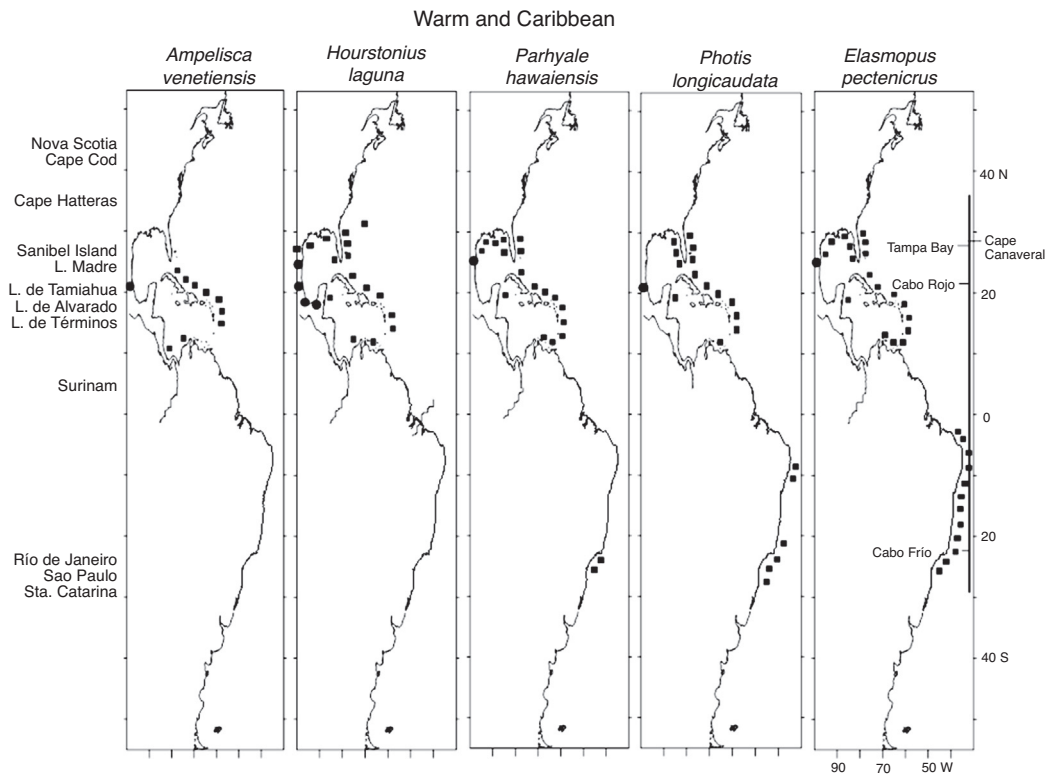 Warm and Caribbean
Ampelisca
venetiensis
Hourstonius
laguna
Parhyale
hawaiensis
Photis
longicaudata
Elasmopus
pectenicrus
Nova Scotia
Cape Cod
Cape Hatteras
Sanibel Island
L. Madre
L. de Tamiahua
L. de Alvarado
L. de Términos
Surinam
Río de Janeiro
Sao Paulo
Sta. Catarina
Tampa Bay
Cape
Canaveral
Cabo Rojo
Cabo Frío
40 N
20
0
20
40 S
90
70
50 W